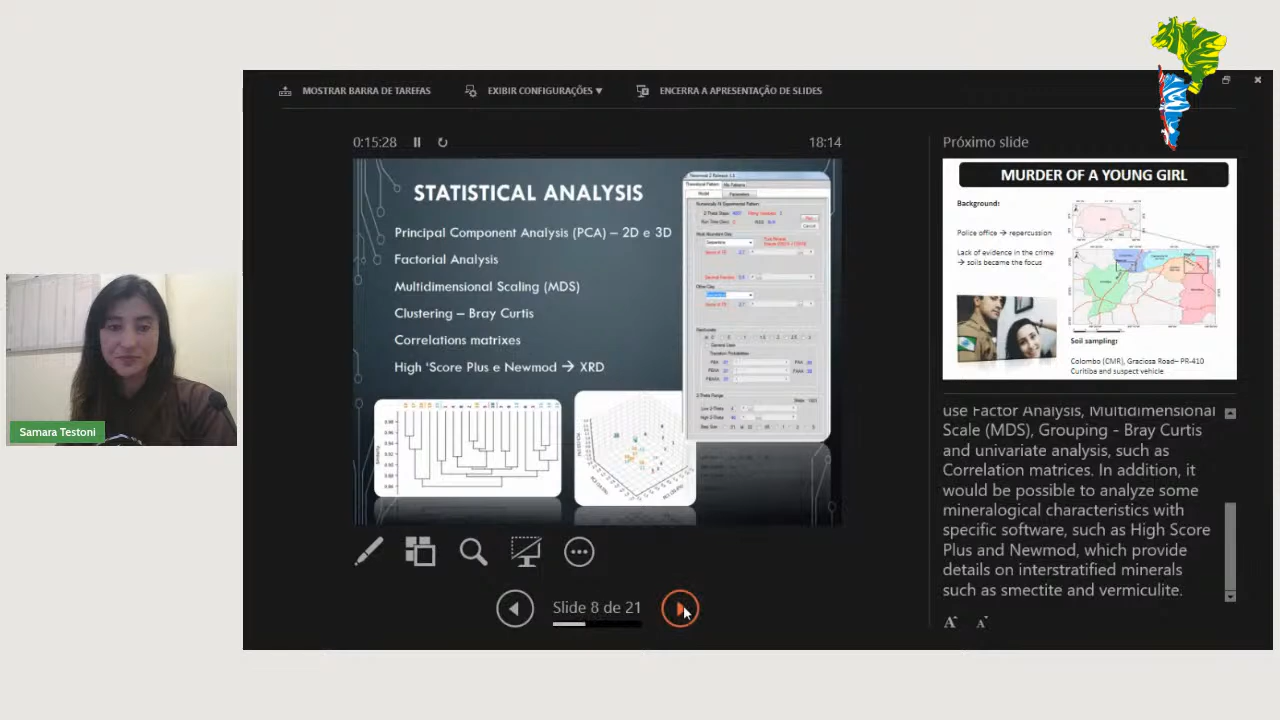 MOSTRAR BARRA DE TAREFAS
EXIBIR CONFIGURAÇÕES ▼
ENCERRA A APRESENTAÇÃO DE SLIDES
0:15:28
18:14
STATISTICAL ANALYSIS
Principal Component Analysis (PCA) – 2D e 3D
Factorial Analysis
Multidimensional Scaling (MDS)
Clustering – Bray Curtis
Correlations matrixes
High 'Score Plus e Newmod → XRD
Slide 8 de 21
Samara Testoni
Próximo slide
MURDER OF A YOUNG GIRL
Background:
Police office → repercussion
Lack of evidence in the crime
→ soils became the focus
Soil sampling:
Colombo (CMR), Graciosa Road– PR-410
Curitiba and suspect vehicle
use Factor Analysis, Multidimensional
Scale (MDS), Grouping - Bray Curtis
and univariate analysis, such as
Correlation matrices. In addition, it
would be possible to analyze some
mineralogical characteristics with
specific software, such as High Score
Plus and Newmod, which provide
details on interstratified minerals
such as smectite and vermiculite.
A A